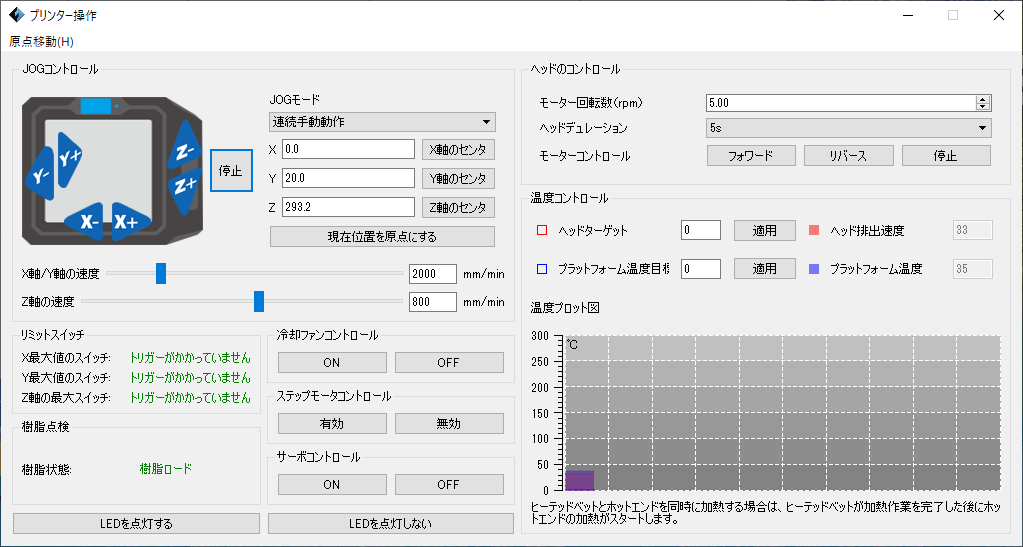 プリンター操作
原点移動(H)
JOGコントロール
Y-
Y+
X-
X+
Z-
Z+
停止
JOGモード
連続手動動作
X 0.0 X軸のセンタ
Y 20.0 Y軸のセンタ
Z 293.2 Z軸のセンタ
現在位置を原点にする
X軸/Y軸の速度 2000 mm/min
Z軸の速度 800 mm/min
リミットスイッチ
X最大値のスイッチ: トリガーがかかっていません
Y最大値のスイッチ: トリガーがかかっていません
Z軸の最大スイッチ: トリガーがかかっていません
樹脂点検
樹脂状態: 樹脂ロード
冷却ファンコントロール
ON OFF
ステップモータコントロール
有効 無効
サーボコントロール
ON OFF
LEDを点灯する LEDを点灯しない
ヘッドのコントロール
モーター回転数(rpm) 5.00
ヘッドデュレーション 5s
モーターコントロール フォワード リバース 停止
温度コントロール
ヘッドターゲット 0 適用 ヘッド排出速度 33
プラットフォーム温度目標 0 適用 プラットフォーム温度 35
温度プロット図
300
250
200
150
100
50
0
℃
ヒーテッドベットとホットエンドを同時に加熱する場合は、ヒーテッドベットが加熱作業を完了した後にホッ
トエンドの加熱がスタートします。